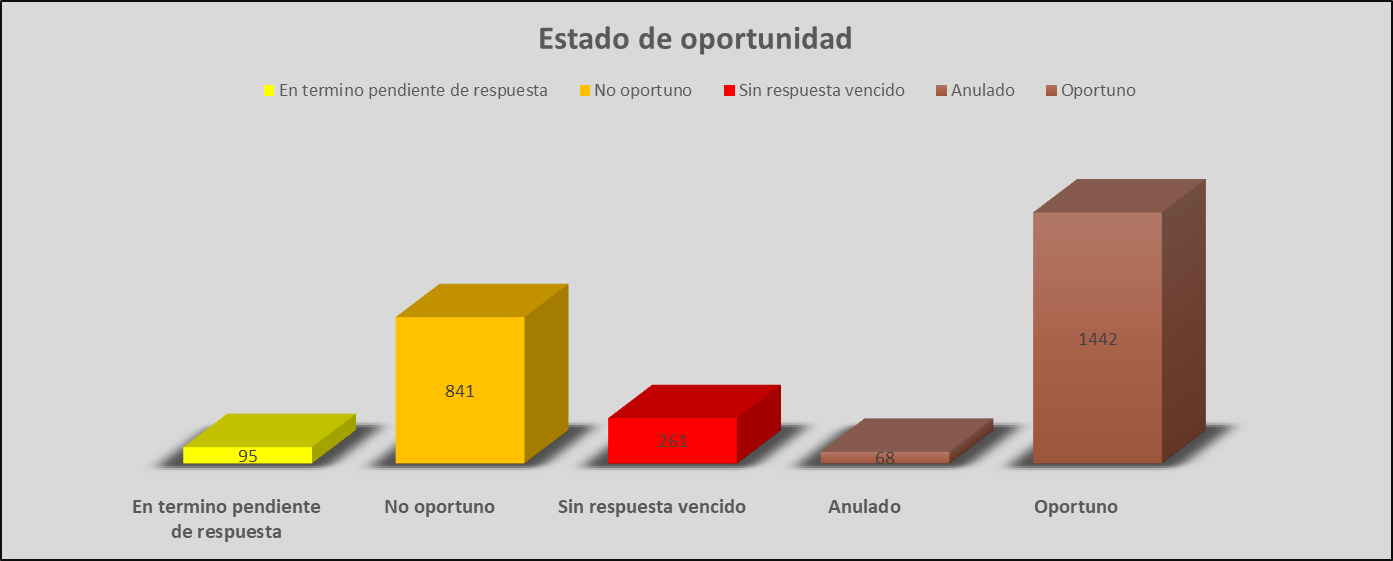 Estado de oportunidad
En termino pendiente de respuesta No oportuno Sin respuesta vencido Anulado Oportuno
1442
841
261
95
68
En termino pendiente No oportuno Sin respuesta vencido Anulado Oportuno
de respuesta